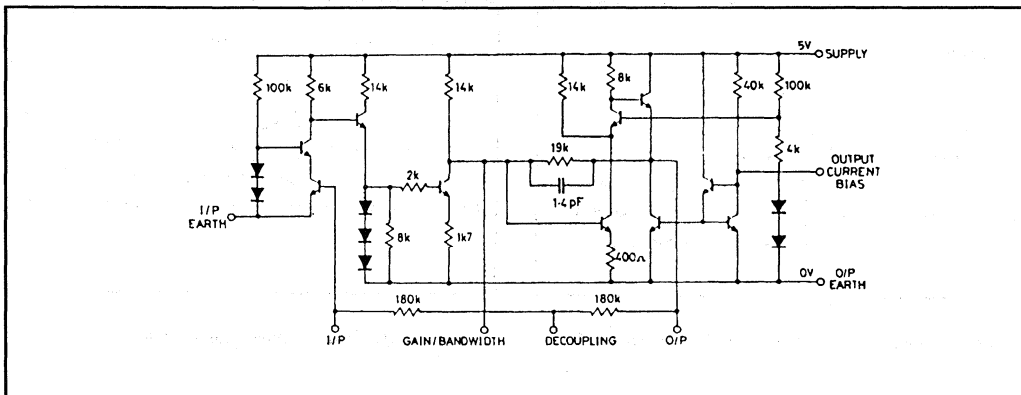 5V
SUPPLY
100k
6k
14k
14k
14k
8k
40k
100k
4k
19k
1·4pF
OUTPUT
CURRENT
BIAS
2k
I/P
EARTH
8k
1k7
400Ω
0V
O/P
EARTH
180k
180k
I/P
GAIN/BANDWIDTH
DECOUPLING
O/P